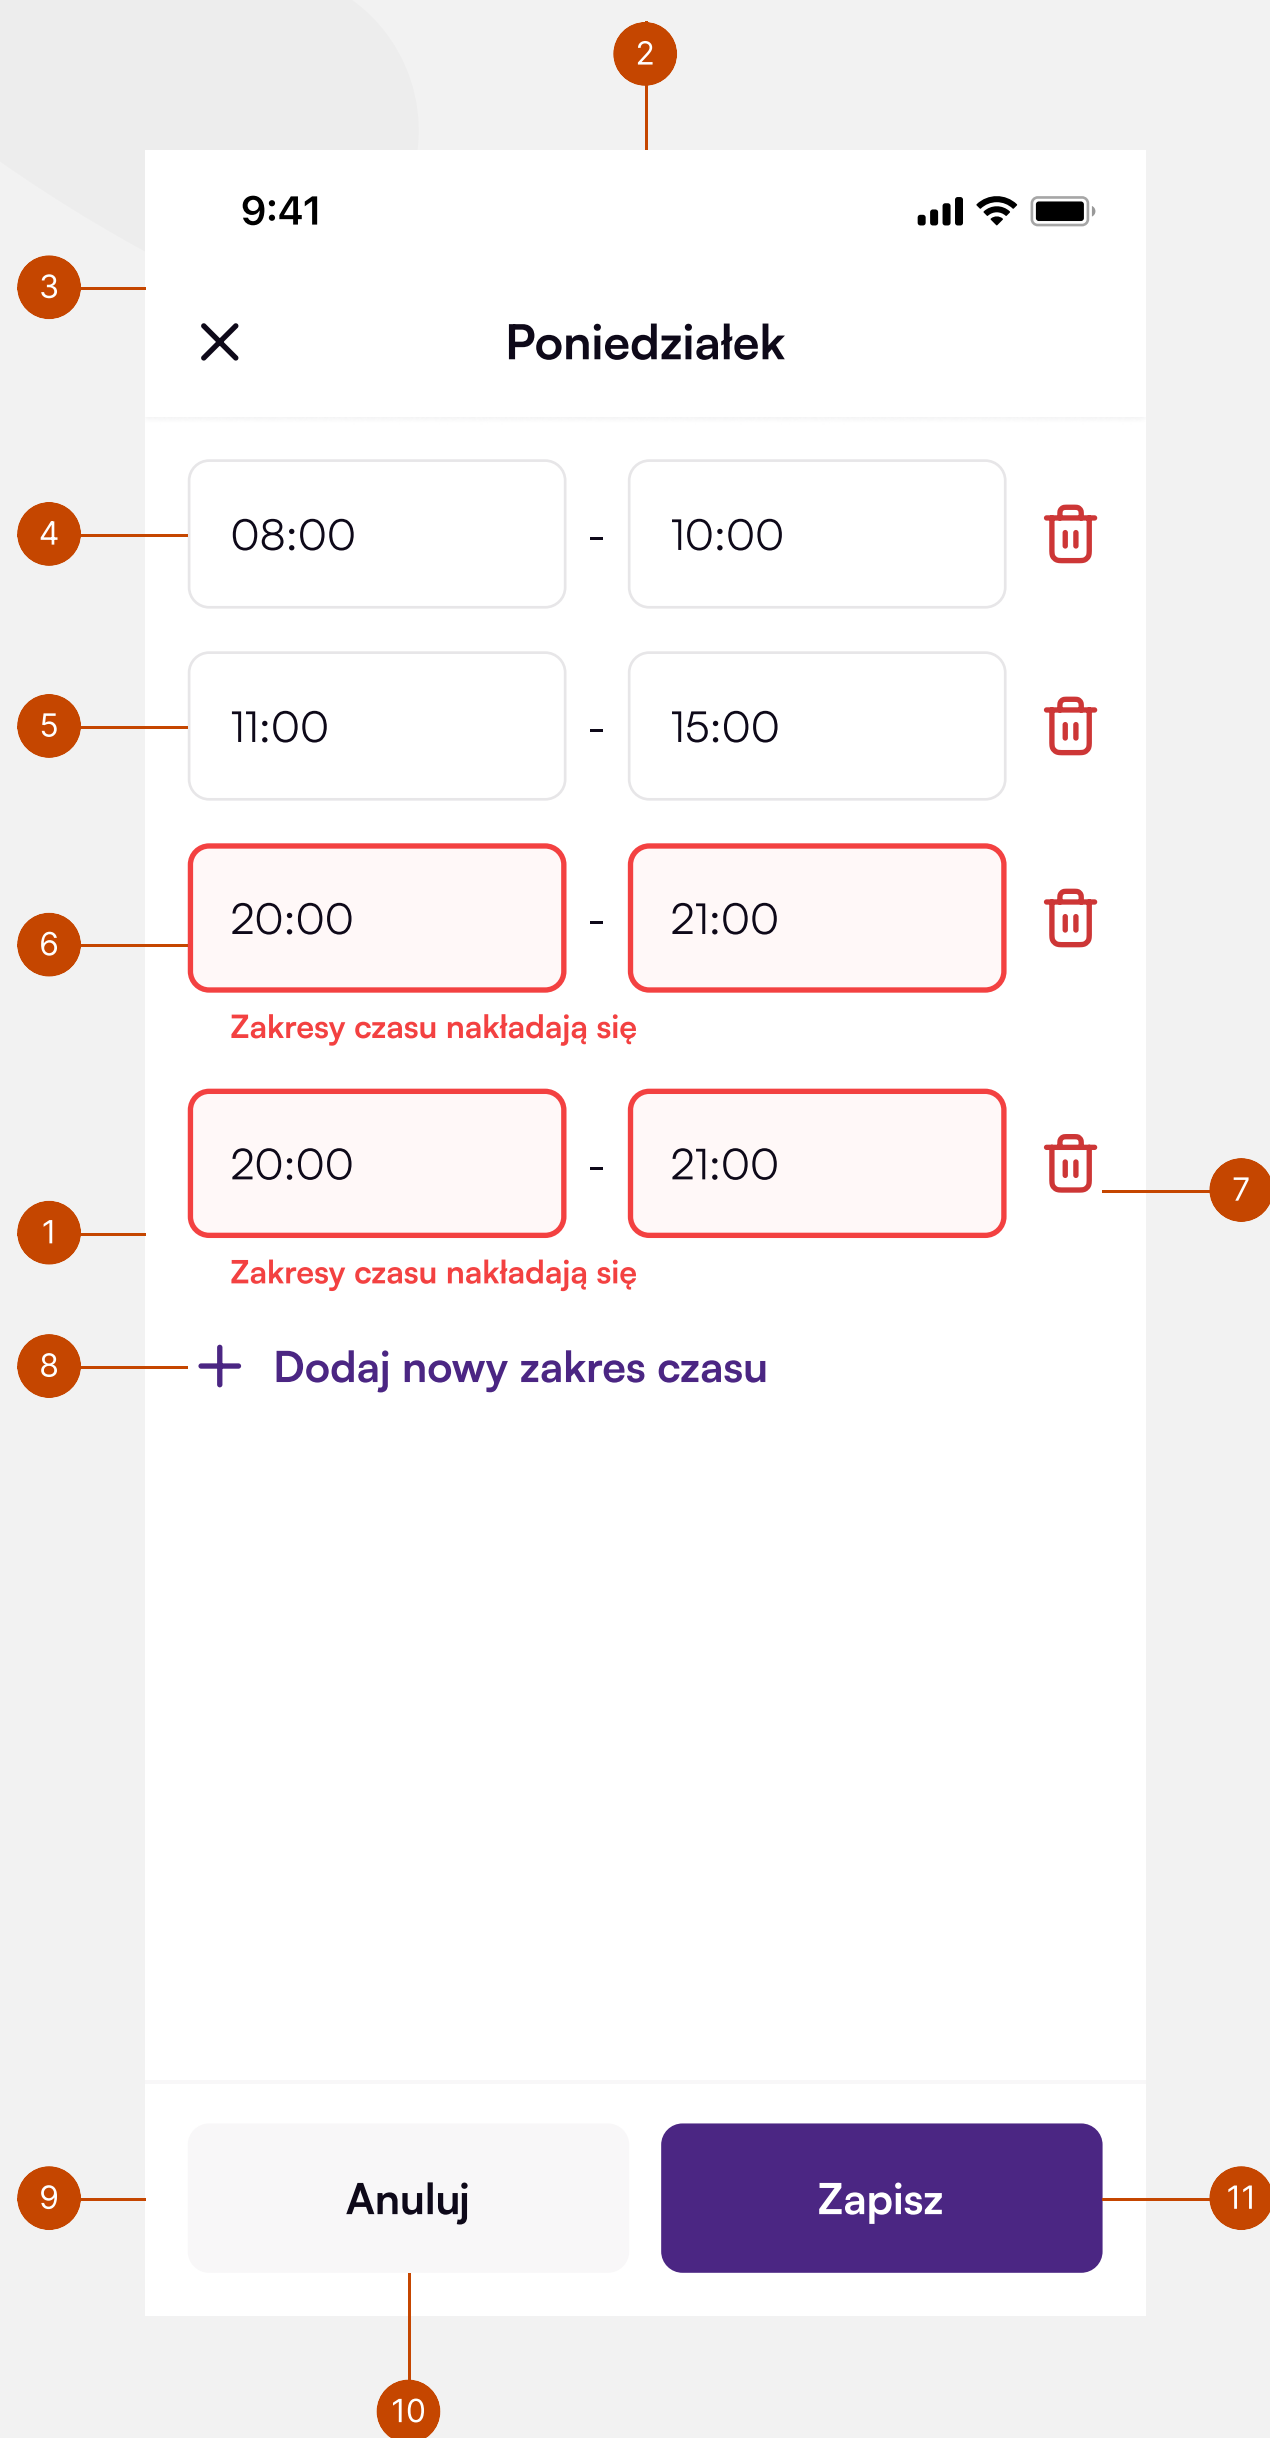 2
9:41
3
Poniedziałek
4
08:00 - 10:00
5
11:00 - 15:00
6
20:00 - 21:00
Zakresy czasu nakładają się
20:00 - 21:00
7
1
Zakresy czasu nakładają się
8
Dodaj nowy zakres czasu
9
Anuluj
Zapisz
11
10